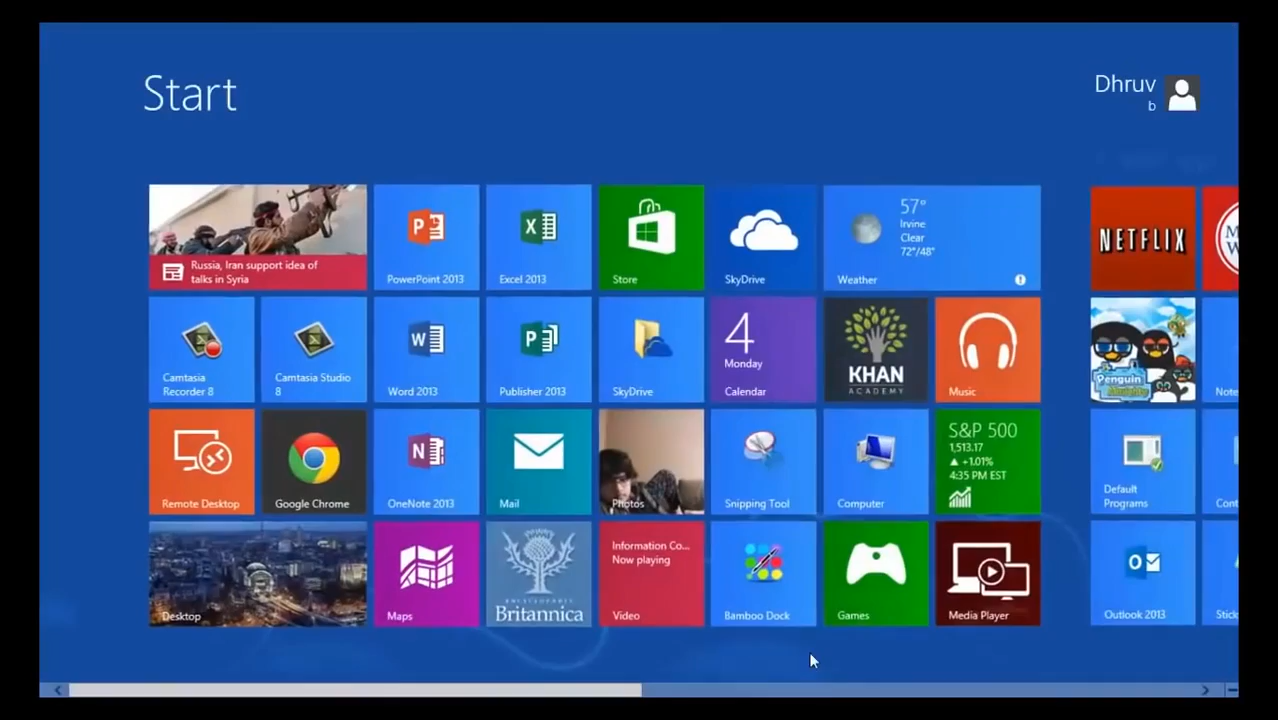 Start
Dhruv
b
Russia, Iran support idea of
talks in Syria
PowerPoint 2013
Excel 2013
Store
SkyDrive
57°
Irvine
Clear
72°/48°
Weather
NETFLIX
Camtasia
Recorder 8
Camtasia Studio
8
Word 2013
Publisher 2013
SkyDrive
4
Monday
Calendar
KHAN
ACADEMY
Music
Penguin
Note
Remote Desktop
Google Chrome
OneNote 2013
Mail
Photos
Snipping Tool
Computer
S&P 500
1,513.17
▲ +1.01%
4:35 PM EST
Default
Programs
Cont
Desktop
Maps
ENCYCLOPÆDIA
Britannica
Information Co...
Now playing
Video
Bamboo Dock
Games
Media Player
Outlook 2013
Stick